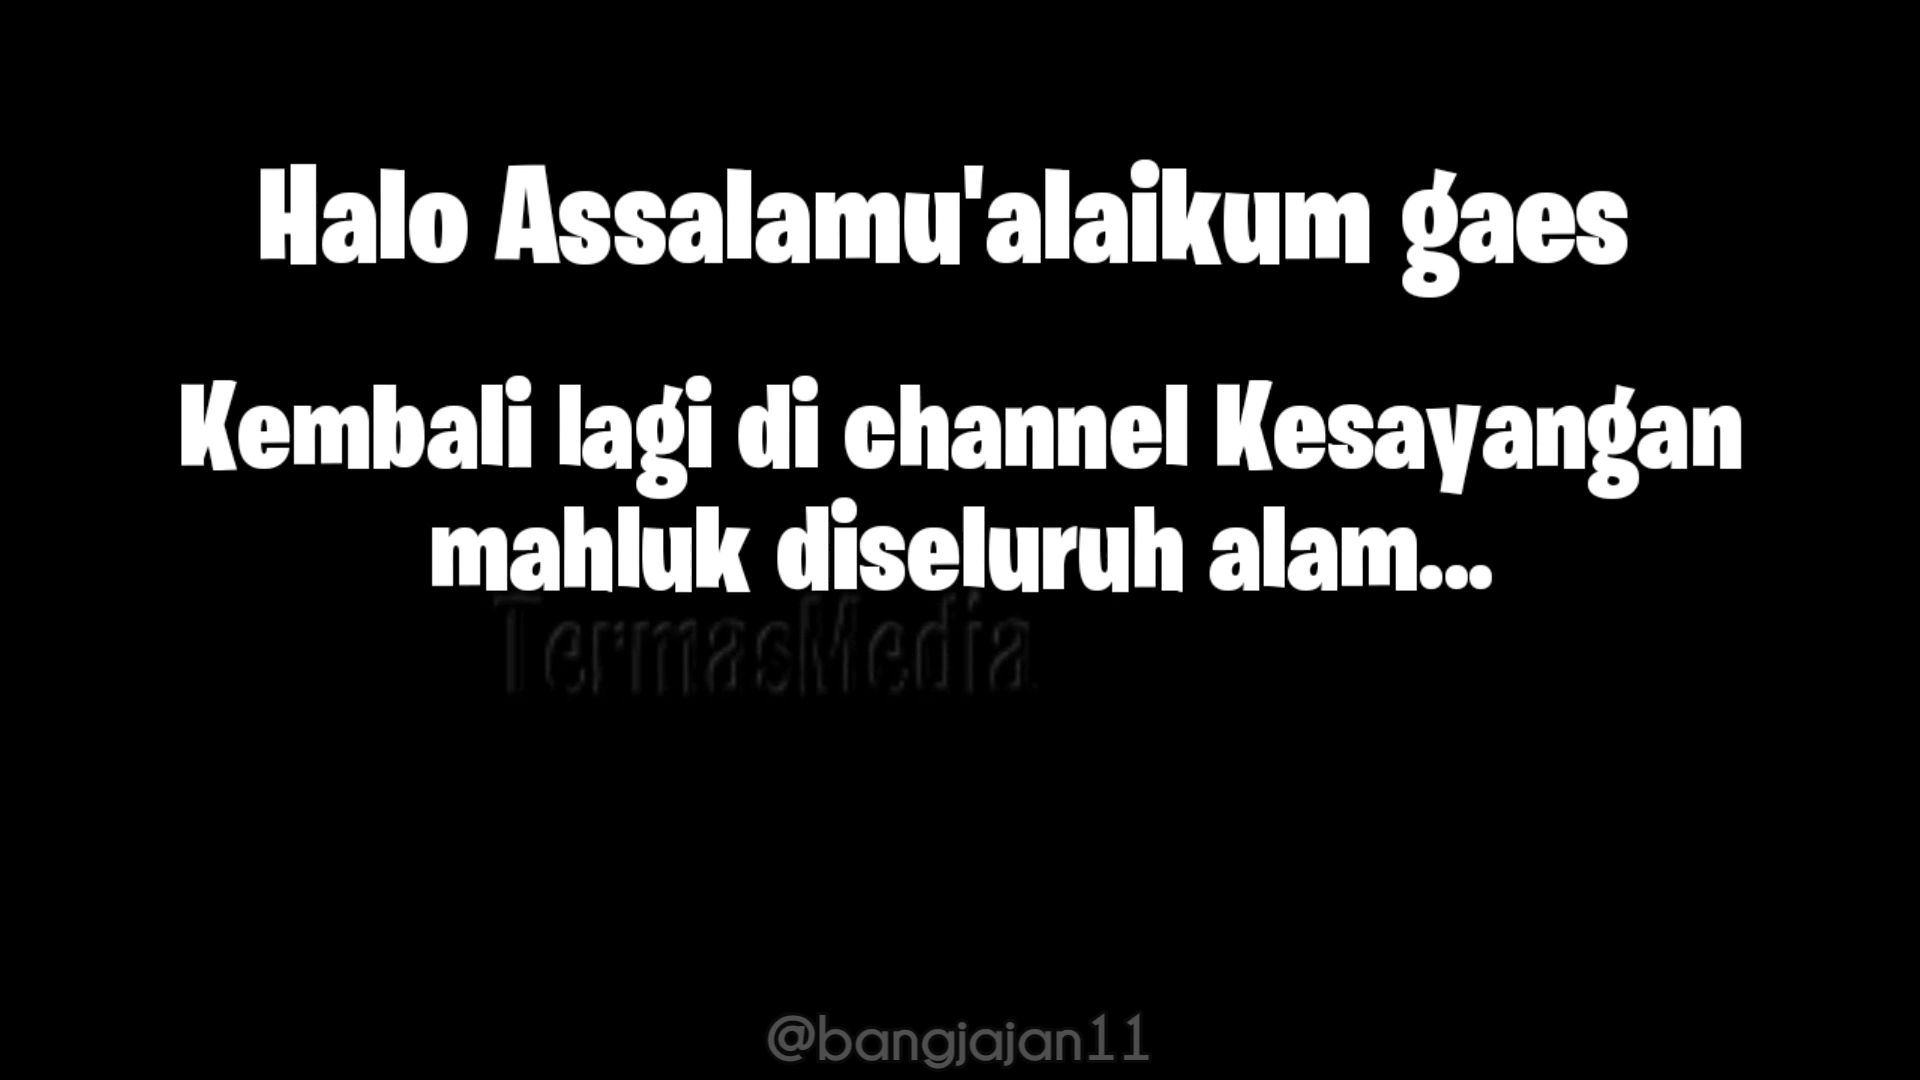 Halo Assalamu'alaikum gaes
Kembali lagi di channel Kesayangan
mahluk diseluruh alam...
TermasMedia
@bangjajan11